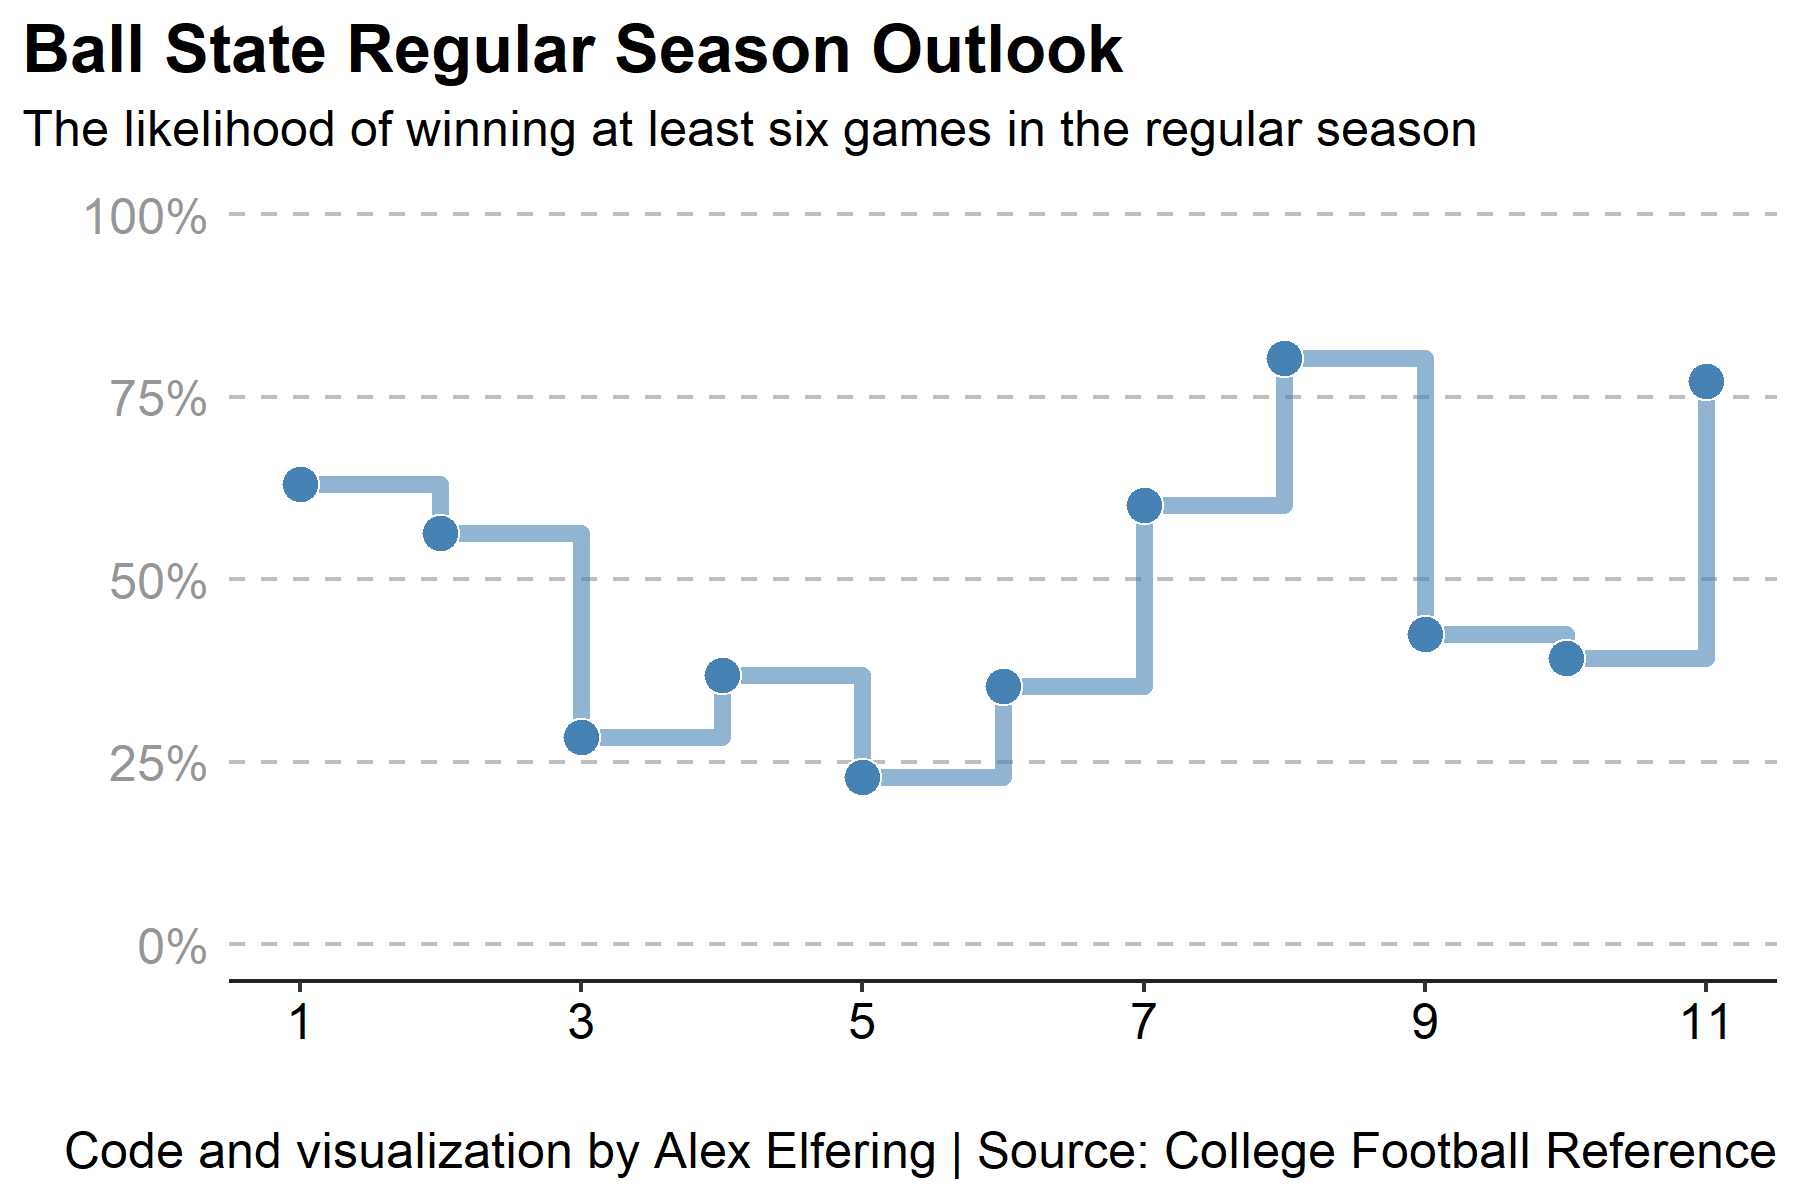 Ball State Regular Season Outlook
The likelihood of winning at least six games in the regular season
100%
75%
50%
25%
0%
1 3 5 7 9 11
Code and visualization by Alex Elfering | Source: College Football Reference